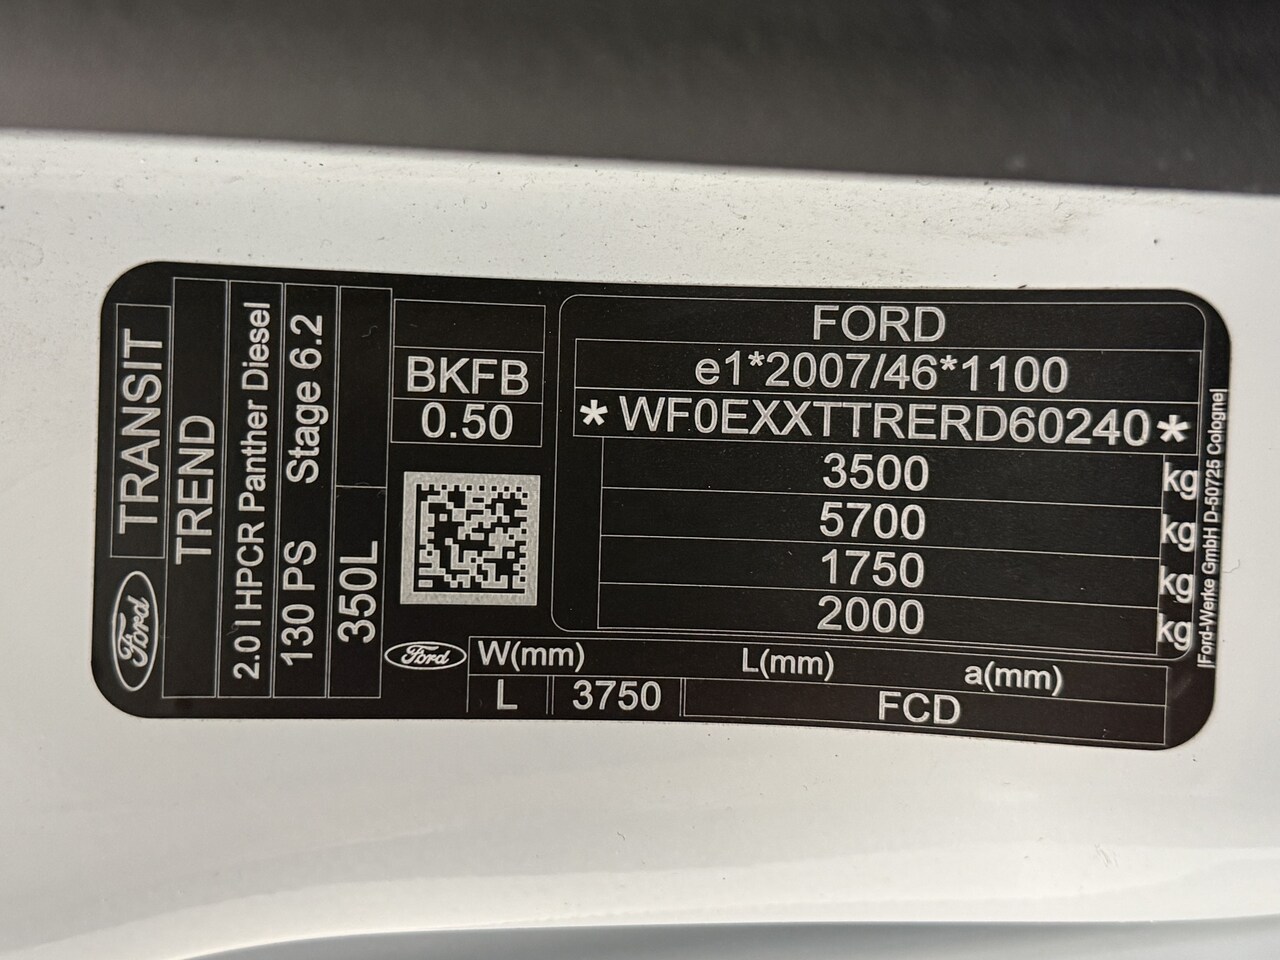 Ford
TRANSIT
TREND
2.0 l HPCR Panther Diesel
130 PS Stage 6.2
350L
BKFB
0.50
FORD
e1*2007/46*1100
*WF0EXXTTRERD60240*
3500 kg
5700 kg
1750 kg
2000 kg
Ford
W(mm) L(mm) a(mm)
L 3750 FCD
Ford-Werke GmbH D-50725 Cologne